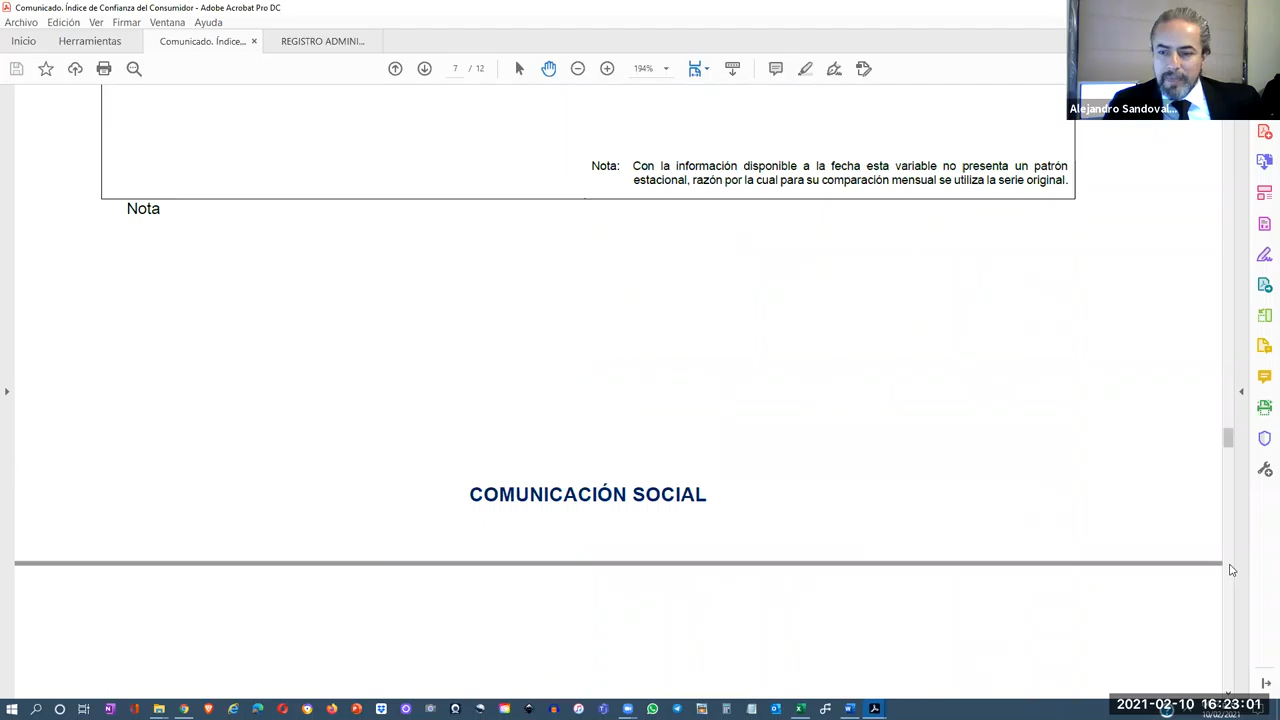 Comunicado. Índice de Confianza del Consumidor - Adobe Acrobat Pro DC
Archivo Edición Ver Firmar Ventana Ayuda
Inicio Herramientas Comunicado. Índice... × REGISTRO ADMINI...
7 / 12 194%
Alejandro Sandoval...
Nota: Con la información disponible a la fecha esta variable no presenta un patrón
estacional, razón por la cual para su comparación mensual se utiliza la serie original.
Nota
COMUNICACIÓN SOCIAL
2021-02-10 16:23:01
10/02/2021